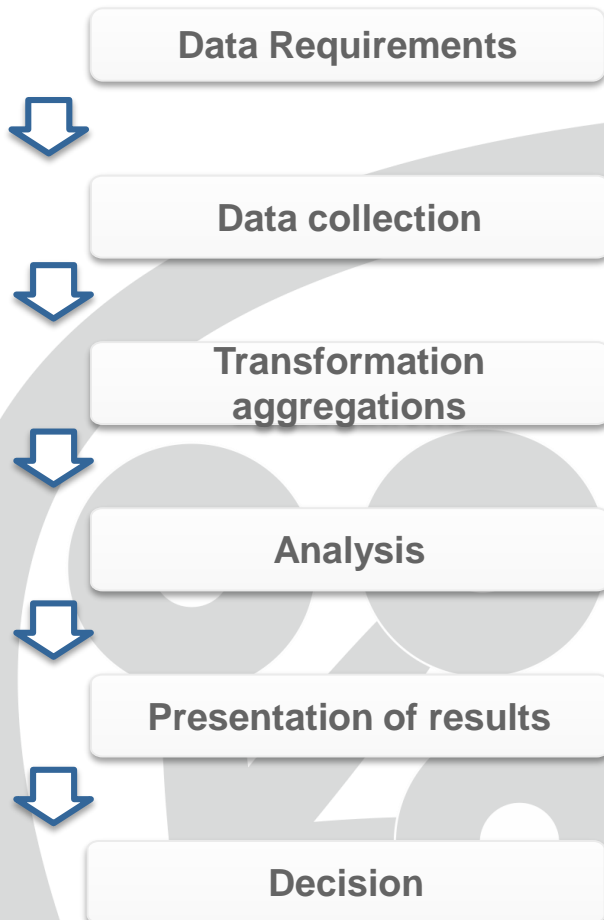 Data Requirements
Data collection
Transformation
aggregations
Analysis
Presentation of results
Decision